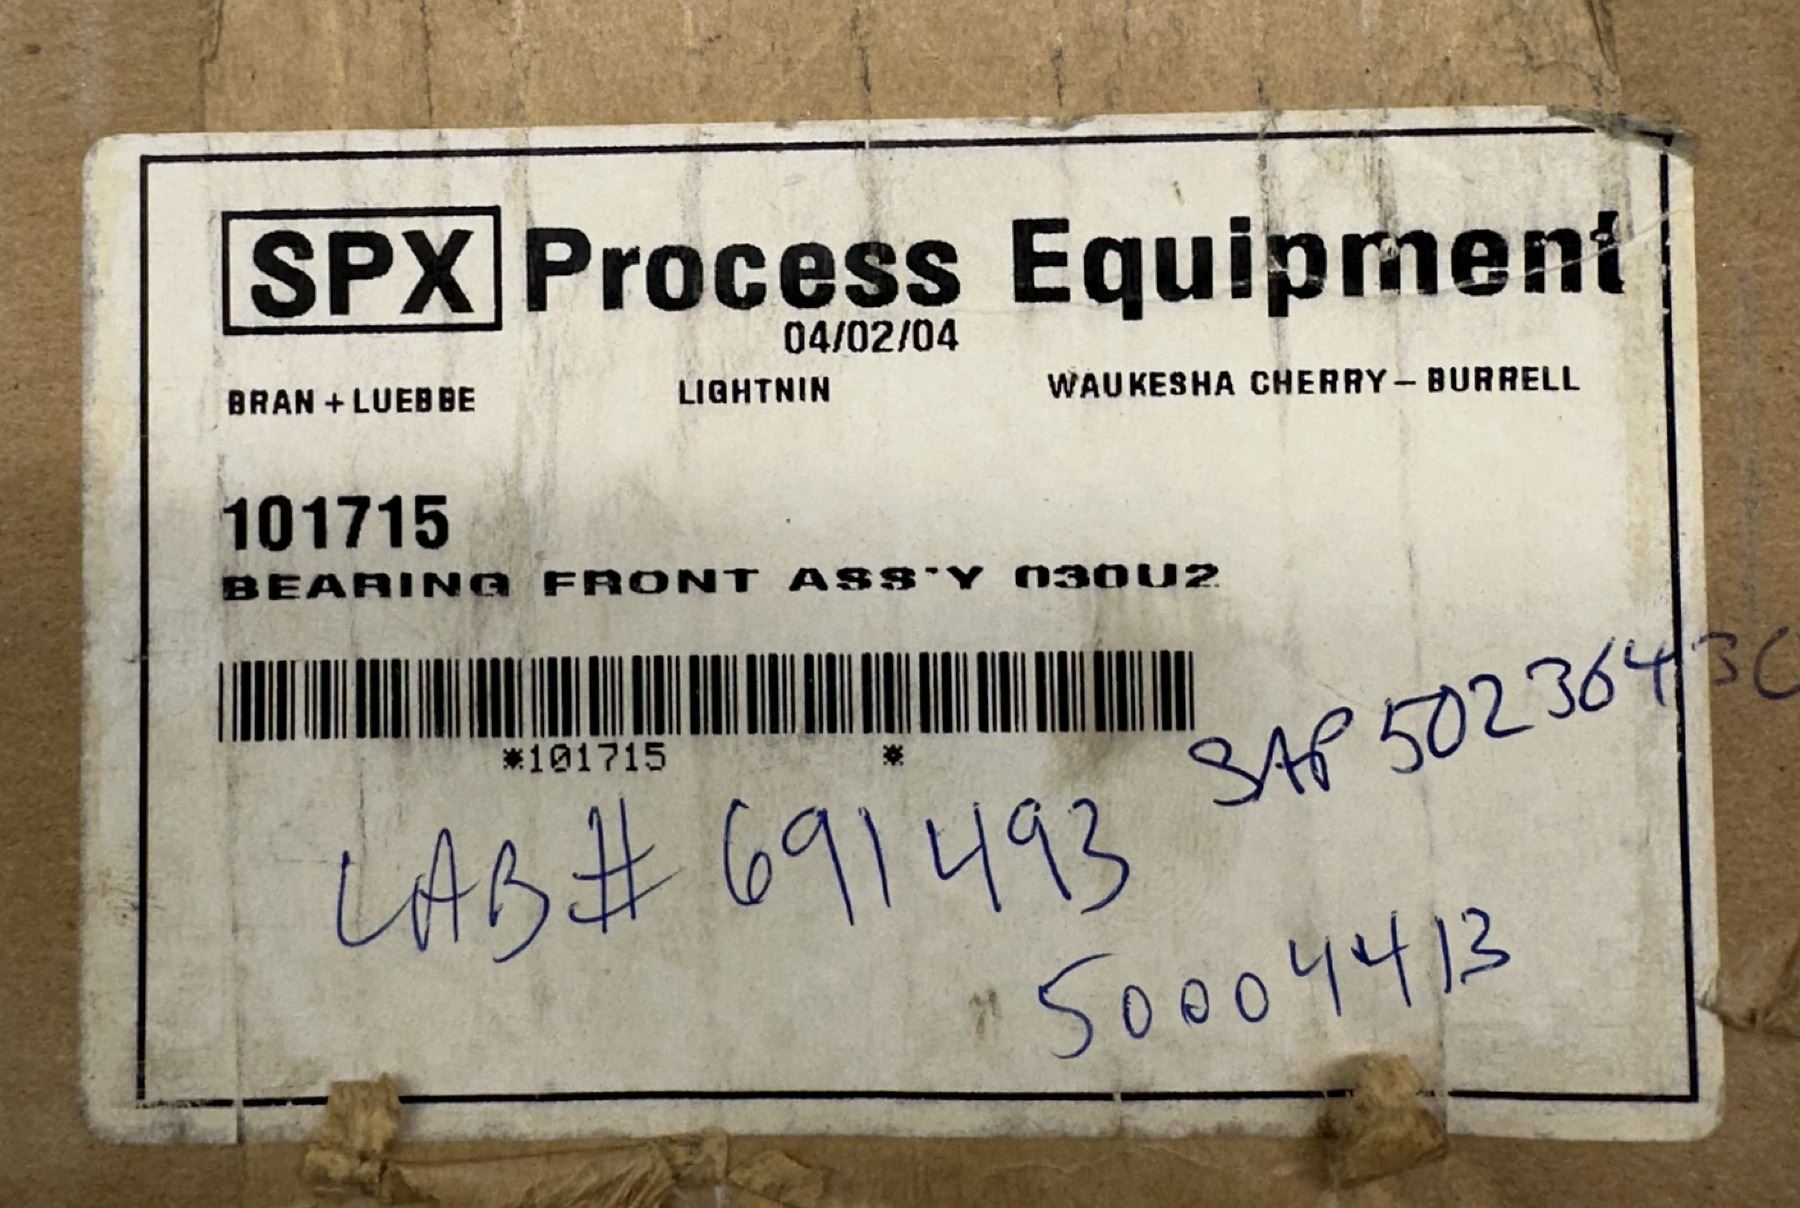 SPX Process Equipment
04/02/04
BRAN + LUEBBE LIGHTNIN WAUKESHA CHERRY – BURRELL
101715
BEARING FRONT ASS'Y 030U2
*101715 *
SAP 50236643
LAB # 691493
50004413